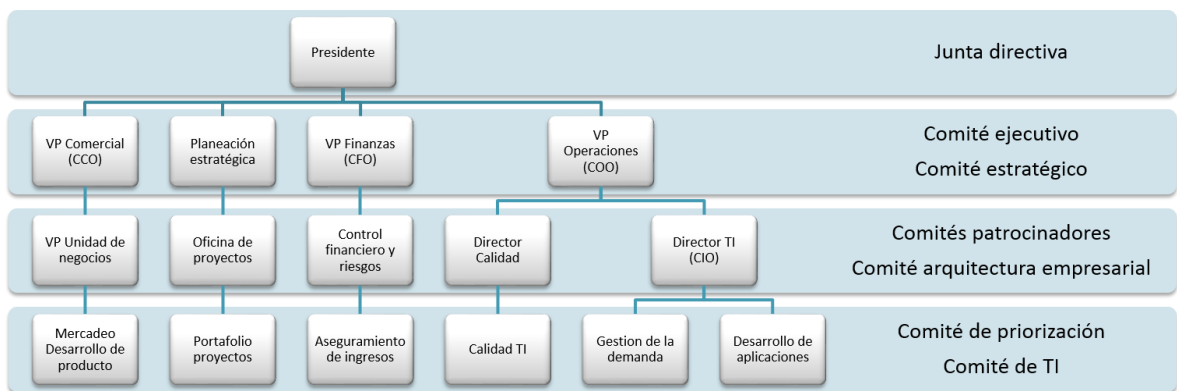 Presidente
Junta directiva
VP Comercial
(CCO)
Planeación
estratégica
VP Finanzas
(CFO)
VP
Operaciones
(COO)
Comité ejecutivo
Comité estratégico
VP Unidad de
negocios
Oficina de
proyectos
Control
financiero y
riesgos
Director
Calidad
Director TI
(CIO)
Comités patrocinadores
Comité arquitectura empresarial
Mercadeo
Desarrollo de
producto
Portafolio
proyectos
Aseguramiento
de ingresos
Calidad TI
Gestion de la
demanda
Desarrollo de
aplicaciones
Comité de priorización
Comité de TI